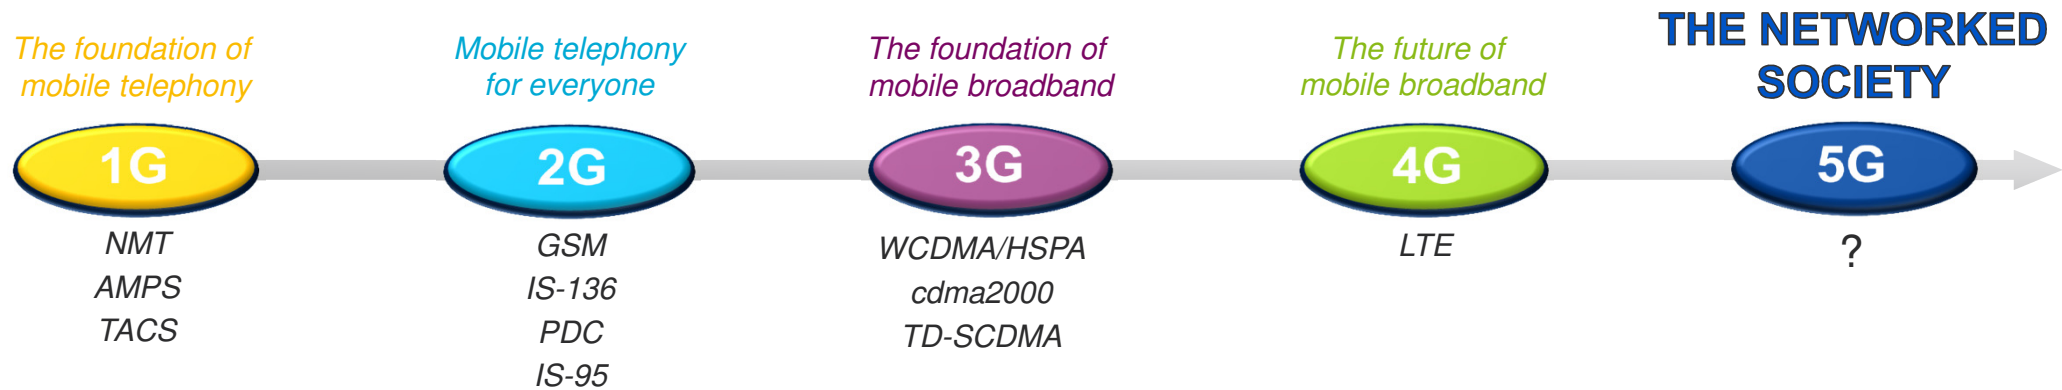 The foundation of
mobile telephony
1G
NMT
AMPS
TACS
Mobile telephony
for everyone
2G
GSM
IS-136
PDC
IS-95
The foundation of
mobile broadband
3G
WCDMA/HSPA
cdma2000
TD-SCDMA
The future of
mobile broadband
4G
LTE
THE NETWORKED
SOCIETY
5G
?